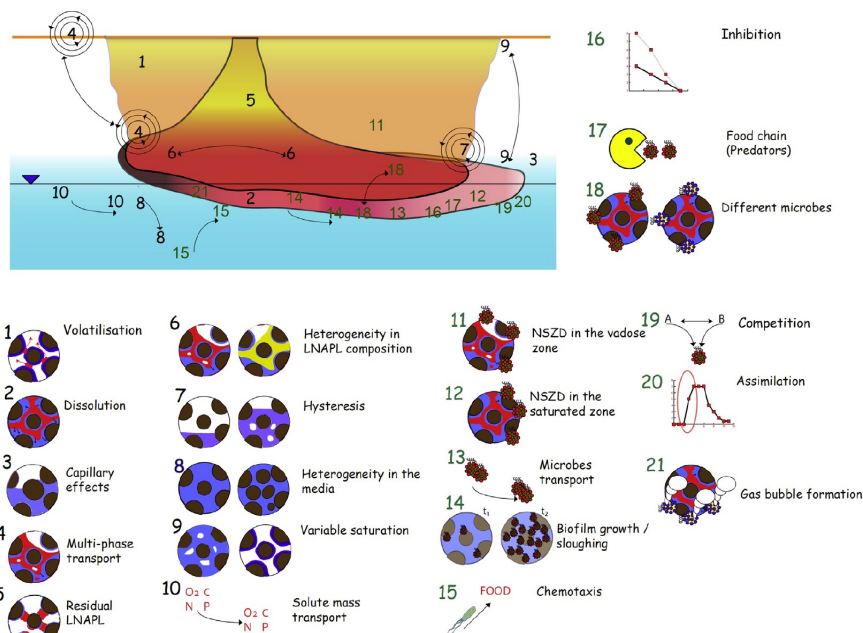 4
1
9
5
11
4
6
6
7
9
3
18
10
10
8
21
2
14
12
15
14
18
13
16
17
19
20
8
15
16
Inhibition
17
Food chain
(Predators)
18
Different microbes
1
Volatilisation
2
Dissolution
3
Capillary
effects
4
Multi-phase
transport
5
Residual
LNAPL
6
Heterogeneity in
LNAPL composition
7
Hysteresis
8
Heterogeneity in the
media
9
Variable saturation
10
O2 C
N P
O2 C
N P
Solute mass
transport
11
NSZD in the vadose
zone
12
NSZD in the
saturated zone
13
Microbes
transport
14
t1
t2
Biofilm growth /
sloughing
15
FOOD
Chemotaxis
19
A
B
Competition
20
Assimilation
21
Gas bubble formation